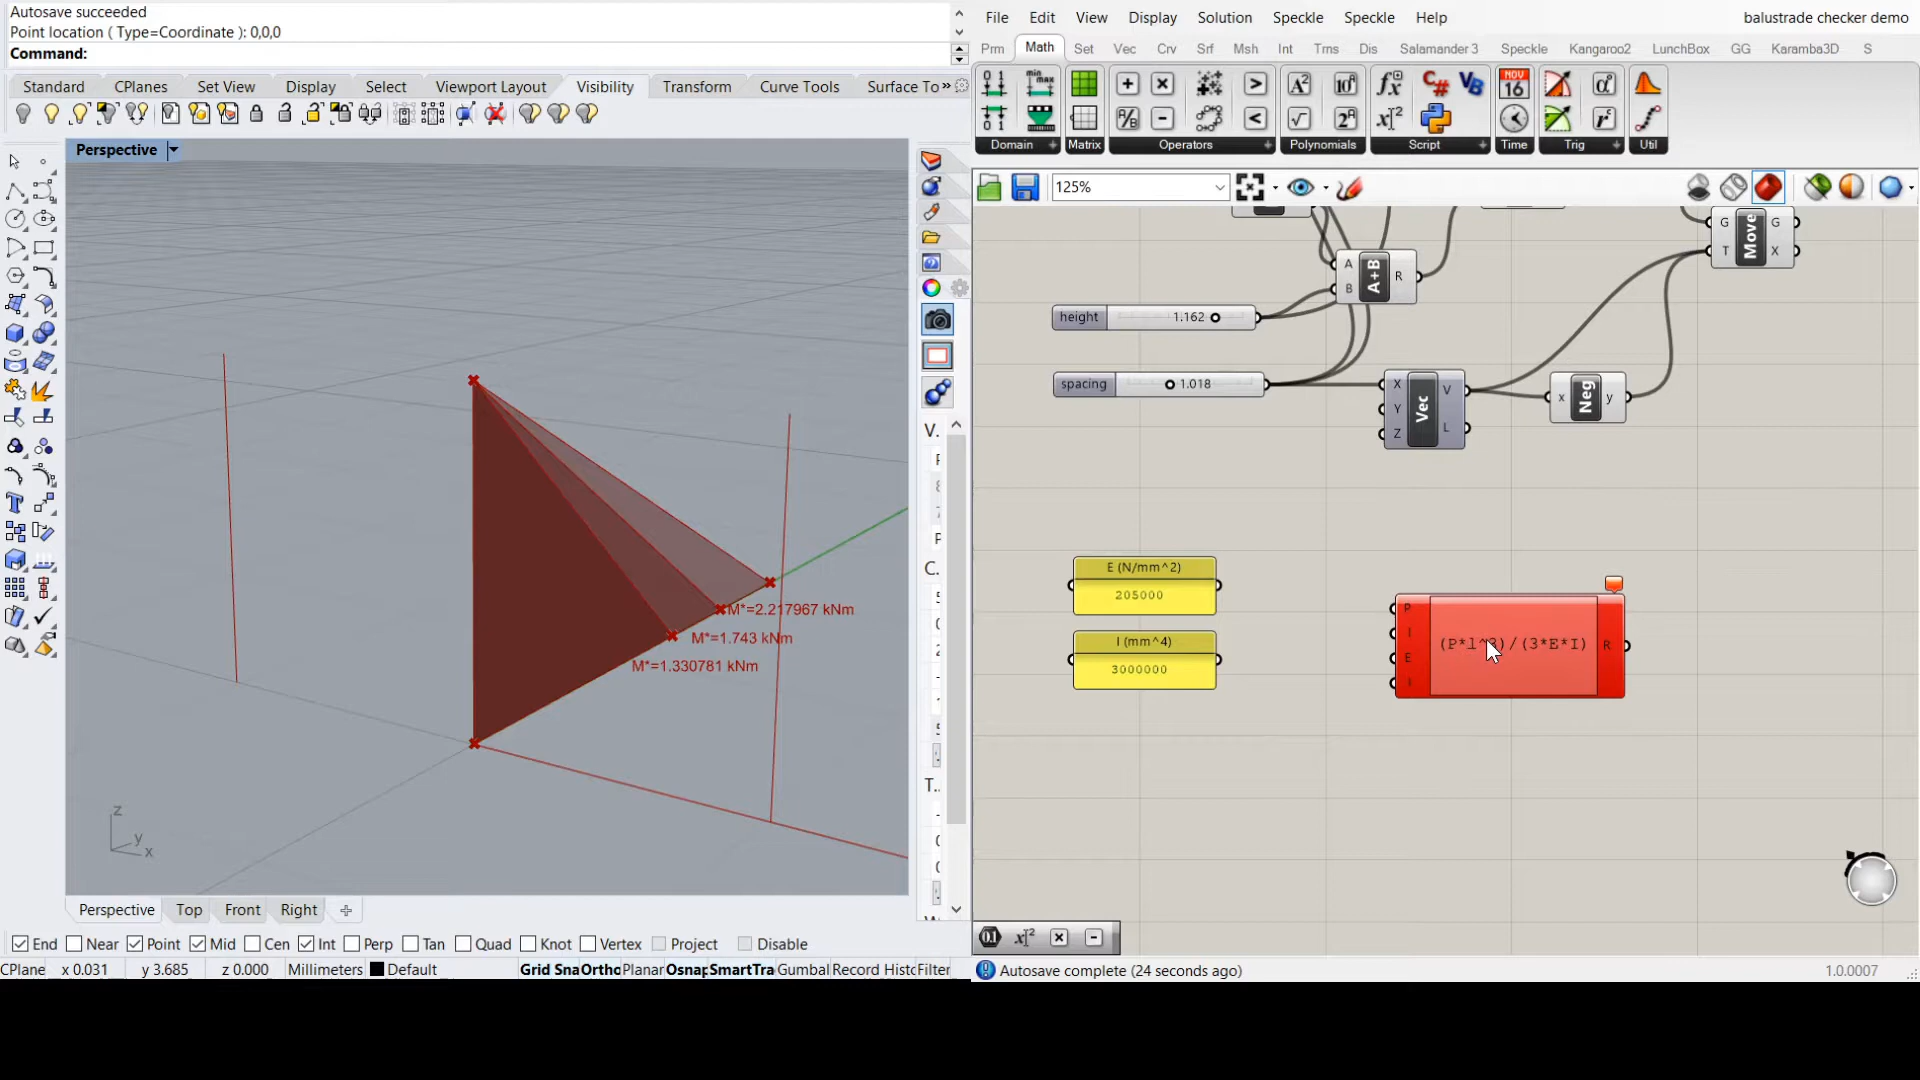 Autosave succeeded
Point location ( Type=Coordinate ): 0,0,0
Command:
Standard CPlanes Set View Display Select Viewport Layout Visibility Transform Curve Tools Surface To
Perspective
M*=2.217967 kNm
M*=1.743 kNm
M*=1.330781 kNm
z
y
x
V.
C.
T..
Perspective Top Front Right
End Near Point Mid Cen Int Perp Tan Quad Knot Vertex Project Disable
CPlane x 0.031 y 3.685 z 0.000 Millimeters Default Grid Sna Ortho Planar Osnap SmartTra Gumbal Record Histo Filter
File Edit View Display Solution Speckle Speckle Help balustrade checker demo
Prm Math Set Vec Crv Srf Msh Int Trns Dis Salamander 3 Speckle Kangaroo2 LunchBox GG Karamba3D S
Domain Matrix Operators Polynomials Script Time Trig Util
125%
G Move G
T X
A A+B R
B
height 1.162
spacing 1.018
X Vec V
Y
Z L
x Neg y
E (N/mm^2)
205000
I (mm^4)
3000000
P
E
(P*l^3)/(3*E*I) R
Autosave complete (24 seconds ago) 1.0.0007